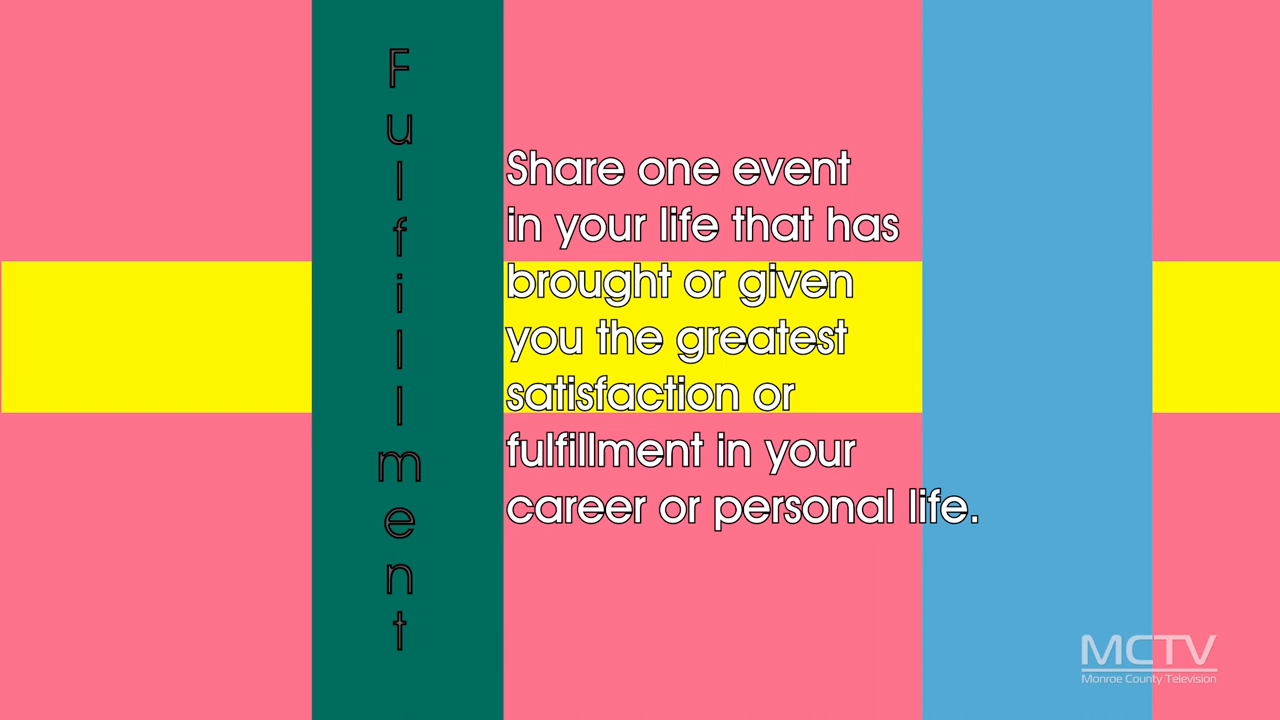 Fulfillment
Share one event
in your life that has
brought or given
you the greatest
satisfaction or
fulfillment in your
career or personal life.
MCTV
Monroe County Television